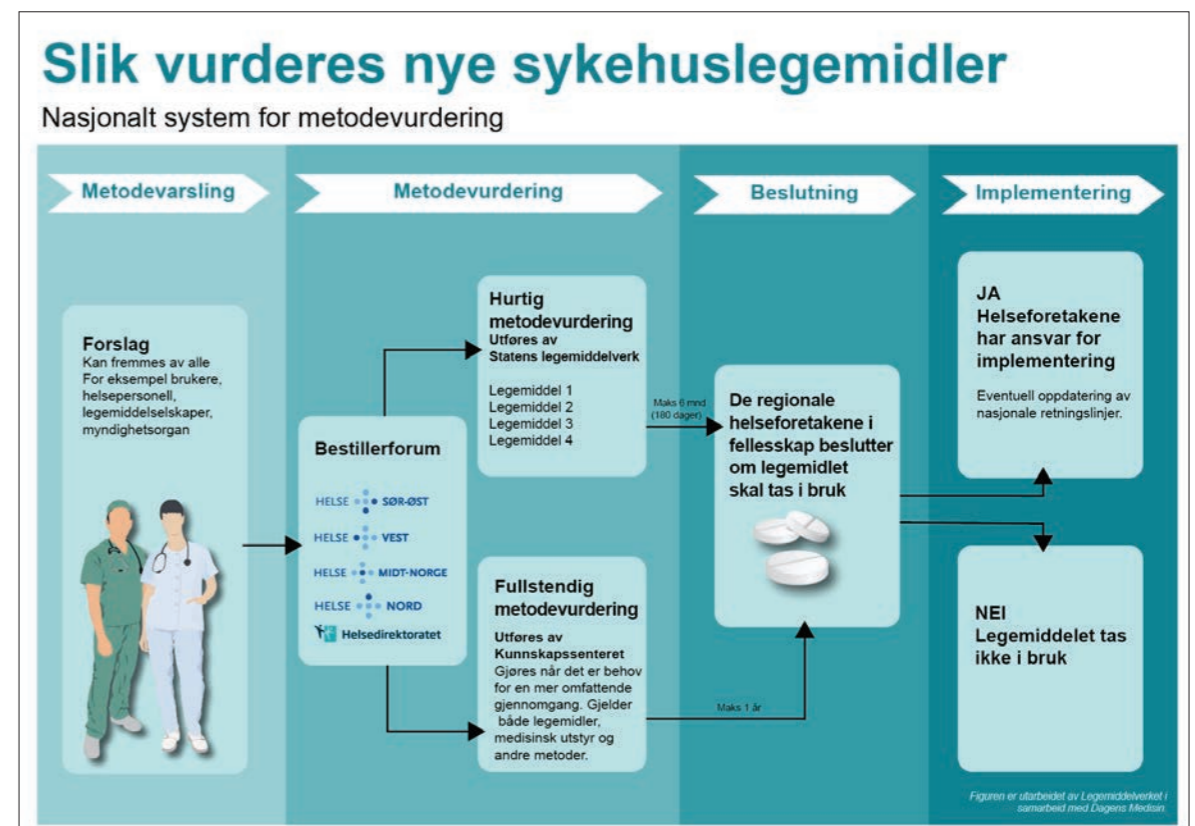 Slik vurderes nye sykehuslegemidler
Nasjonalt system for metodevurdering
Metodevarsling
Metodevurdering
Beslutning
Implementering
Forslag
Kan fremmes av alle
For eksempel brukere,
helsepersonell,
legemiddelselskaper,
myndighetsorgan
Bestillerforum
HELSE SØR-ØST
HELSE VEST
HELSE MIDT-NORGE
HELSE NORD
Helsedirektoratet
Hurtig
metodevurdering
Utføres av
Statens legemiddelverk
Legemiddel 1
Legemiddel 2
Legemiddel 3
Legemiddel 4
Maks 6 mnd
(180 dager)
Fullstendig
metodevurdering
Utføres av
Kunnskapssenteret
Gjøres når det er behov
for en mer omfattende
gjennomgang. Gjelder
både legemidler,
medisinsk utstyr og
andre metoder.
Maks 1 år
De regionale
helseforetakene i
fellesskap beslutter
om legemidlet
skal tas i bruk
JA
Helseforetakene
har ansvar for
implementering
Eventuell oppdatering av
nasjonale retningslinjer.
NEI
Legemiddelet tas
ikke i bruk
Figuren er utarbeidet av Legemiddelverket i
samarbeid med Dagens Medisin.